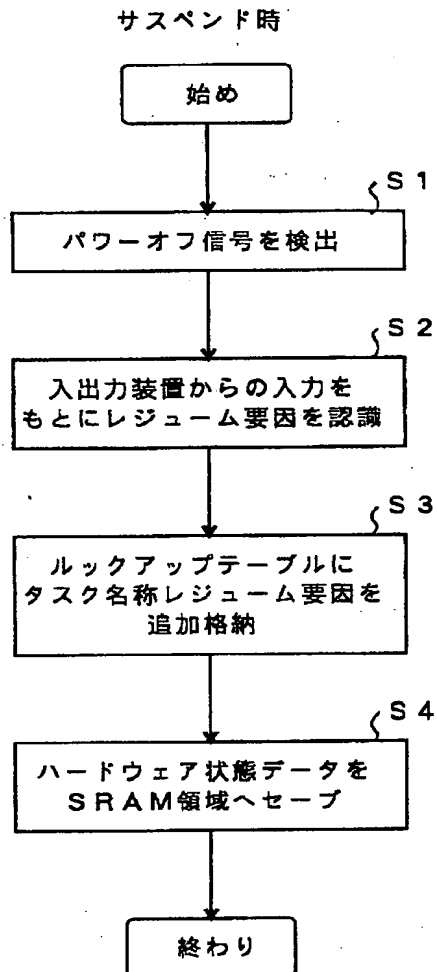 サスペンド時
始め
S1
パワーオフ信号を検出
S2
入出力装置からの入力を
もとにレジューム要因を認識
S3
ルックアップテーブルに
タスク名称レジューム要因を
追加格納
S4
ハードウェア状態データを
SRAM領域へセーブ
終わり